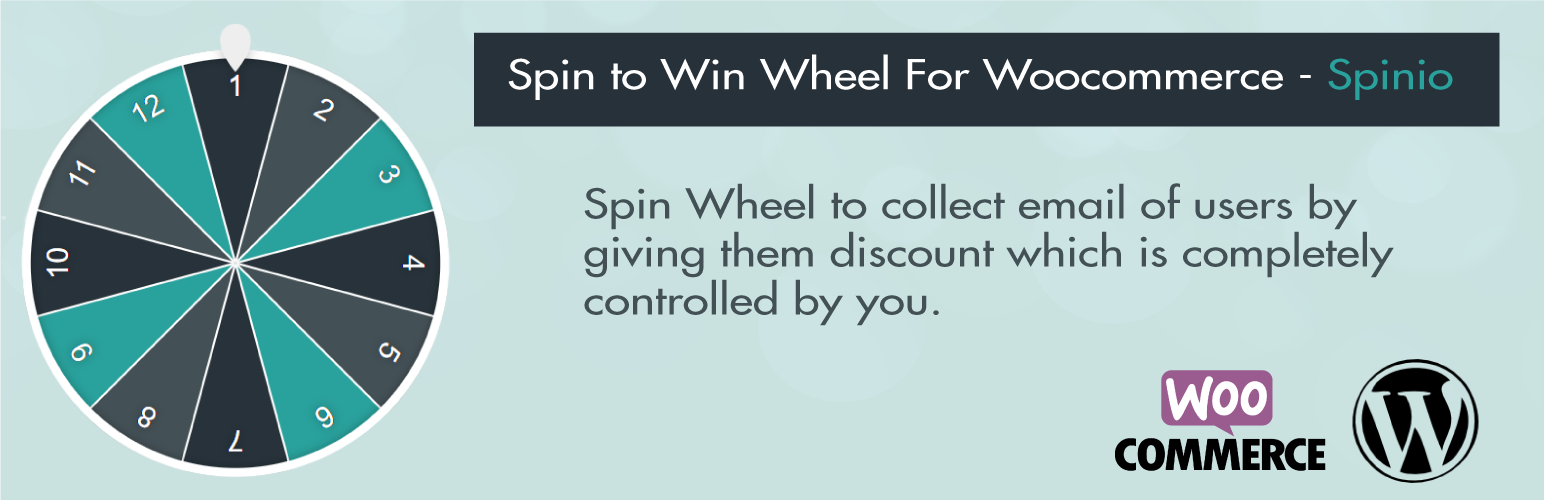 Spin to Win Wheel For Woocommerce - Spinio
Spin Wheel to collect email of users by
giving them discount which is completely
controlled by you.
1
2
3
4
5
6
7
8
9
10
11
12
WOO
COMMERCE
W